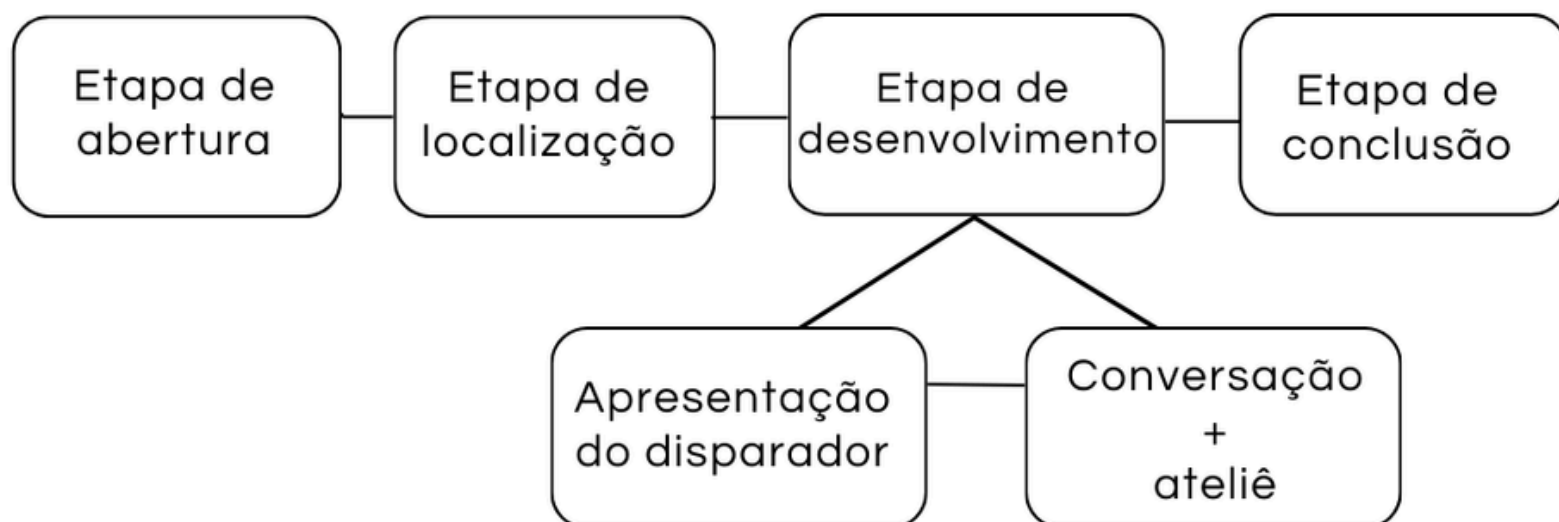 Etapa de
abertura
Etapa de
localização
Etapa de
desenvolvimento
Etapa de
conclusão
Apresentação
do disparador
Conversação
+
ateliê